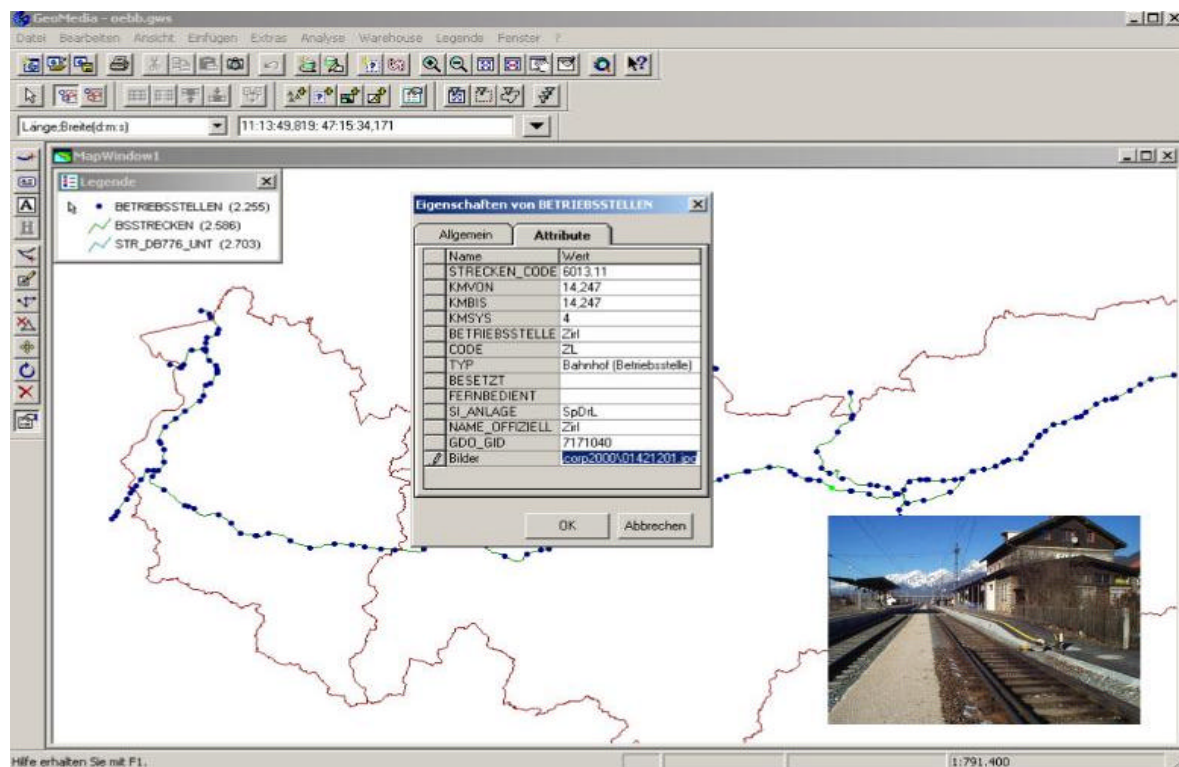 GeoMedia - oebb.gws
Datei Bearbeiten Ansicht Einfügen Extras Analyse Warehouse Legende Fenster ?
Länge;Breite(d:m:s) 11:13:49,819; 47:15:34,171
MapWindow1
Legende
BETRIEBSSTELLEN (2.255)
BSSTRECKEN (2.586)
STR_DB776_UNT (2.703)
Eigenschaften von BETRIEBSSTELLEN
Allgemein Attribute
Name Wert
STRECKEN_CODE 6013.11
KMVON 14,247
KMBIS 14,247
KMSYS 4
BETRIEBSSTELLE Zirl
CODE ZL
TYP Bahnhof (Betriebsstelle)
BESETZT
FERNBEDIENT
SI_ANLAGE SpDrL
NAME_OFFIZIELL Zirl
GDO_GID 7171040
Bilder corp2000\01421201.jpg
OK Abbrechen
Hilfe erhalten Sie mit F1. 1:791.400